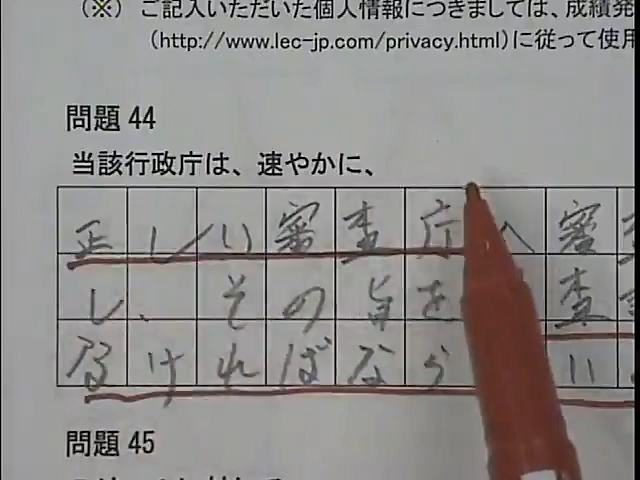 (※) ご記入いただいた個人情報につきましては、成績発
(http://www.lec-jp.com/privacy.html)に従って使用
問題 44
当該行政庁は、速やかに、
正しい審査庁へ審
し、その旨を査
ければなら
問題 45